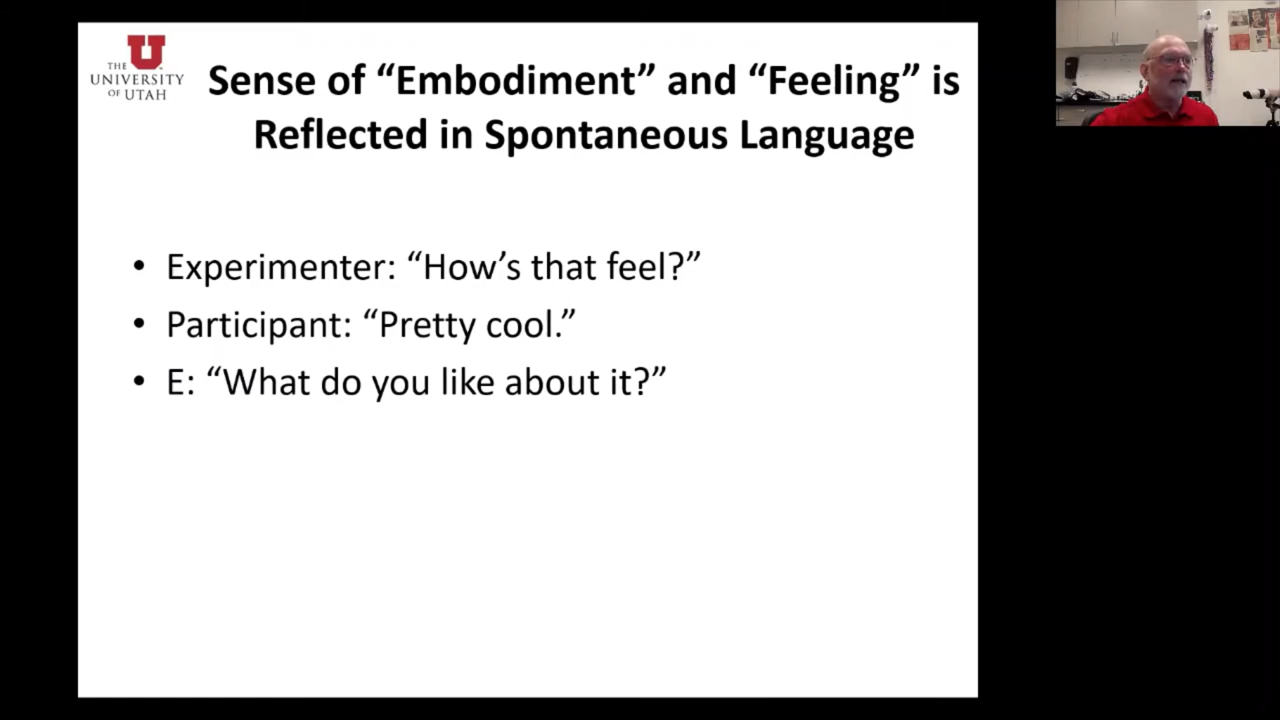 THE
UNIVERSITY
OF UTAH
Sense of “Embodiment” and “Feeling” is
Reflected in Spontaneous Language
• Experimenter: “How’s that feel?”
• Participant: “Pretty cool.”
• E: “What do you like about it?”